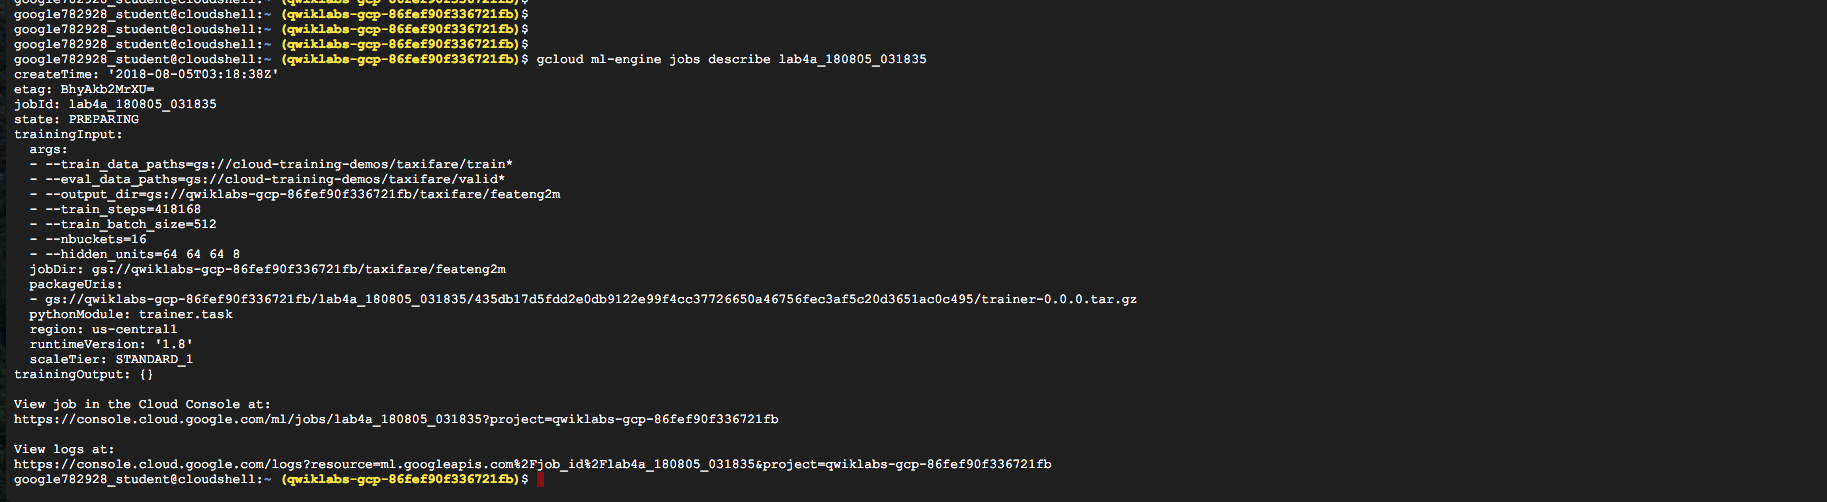 google782928_student@cloudshell:~ (qwiklabs-gcp-86fef90f336721fb)$
google782928_student@cloudshell:~ (qwiklabs-gcp-86fef90f336721fb)$
google782928_student@cloudshell:~ (qwiklabs-gcp-86fef90f336721fb)$
google782928_student@cloudshell:~ (qwiklabs-gcp-86fef90f336721fb)$
google782928_student@cloudshell:~ (qwiklabs-gcp-86fef90f336721fb)$ gcloud ml-engine jobs describe lab4a_180805_031835
createTime: '2018-08-05T03:18:38Z'
etag: BhyAkb2MrXU=
jobId: lab4a_180805_031835
state: PREPARING
trainingInput:
  args:
  - --train_data_paths=gs://cloud-training-demos/taxifare/train*
  - --eval_data_paths=gs://cloud-training-demos/taxifare/valid*
  - --output_dir=gs://qwiklabs-gcp-86fef90f336721fb/taxifare/feateng2m
  - --train_steps=418168
  - --train_batch_size=512
  - --nbuckets=16
  - --hidden_units=64 64 64 8
  jobDir: gs://qwiklabs-gcp-86fef90f336721fb/taxifare/feateng2m
  packageUris:
  - gs://qwiklabs-gcp-86fef90f336721fb/lab4a_180805_031835/435db17d5fdd2e0db9122e99f4cc37726650a46756fec3af5c20d3651ac0c495/trainer-0.0.0.tar.gz
  pythonModule: trainer.task
  region: us-central1
  runtimeVersion: '1.8'
  scaleTier: STANDARD_1
trainingOutput: {}

View job in the Cloud Console at:
https://console.cloud.google.com/ml/jobs/lab4a_180805_031835?project=qwiklabs-gcp-86fef90f336721fb

View logs at:
https://console.cloud.google.com/logs?resource=ml.googleapis.com%2Fjob_id%2Flab4a_180805_031835&project=qwiklabs-gcp-86fef90f336721fb
google782928_student@cloudshell:~ (qwiklabs-gcp-86fef90f336721fb)$